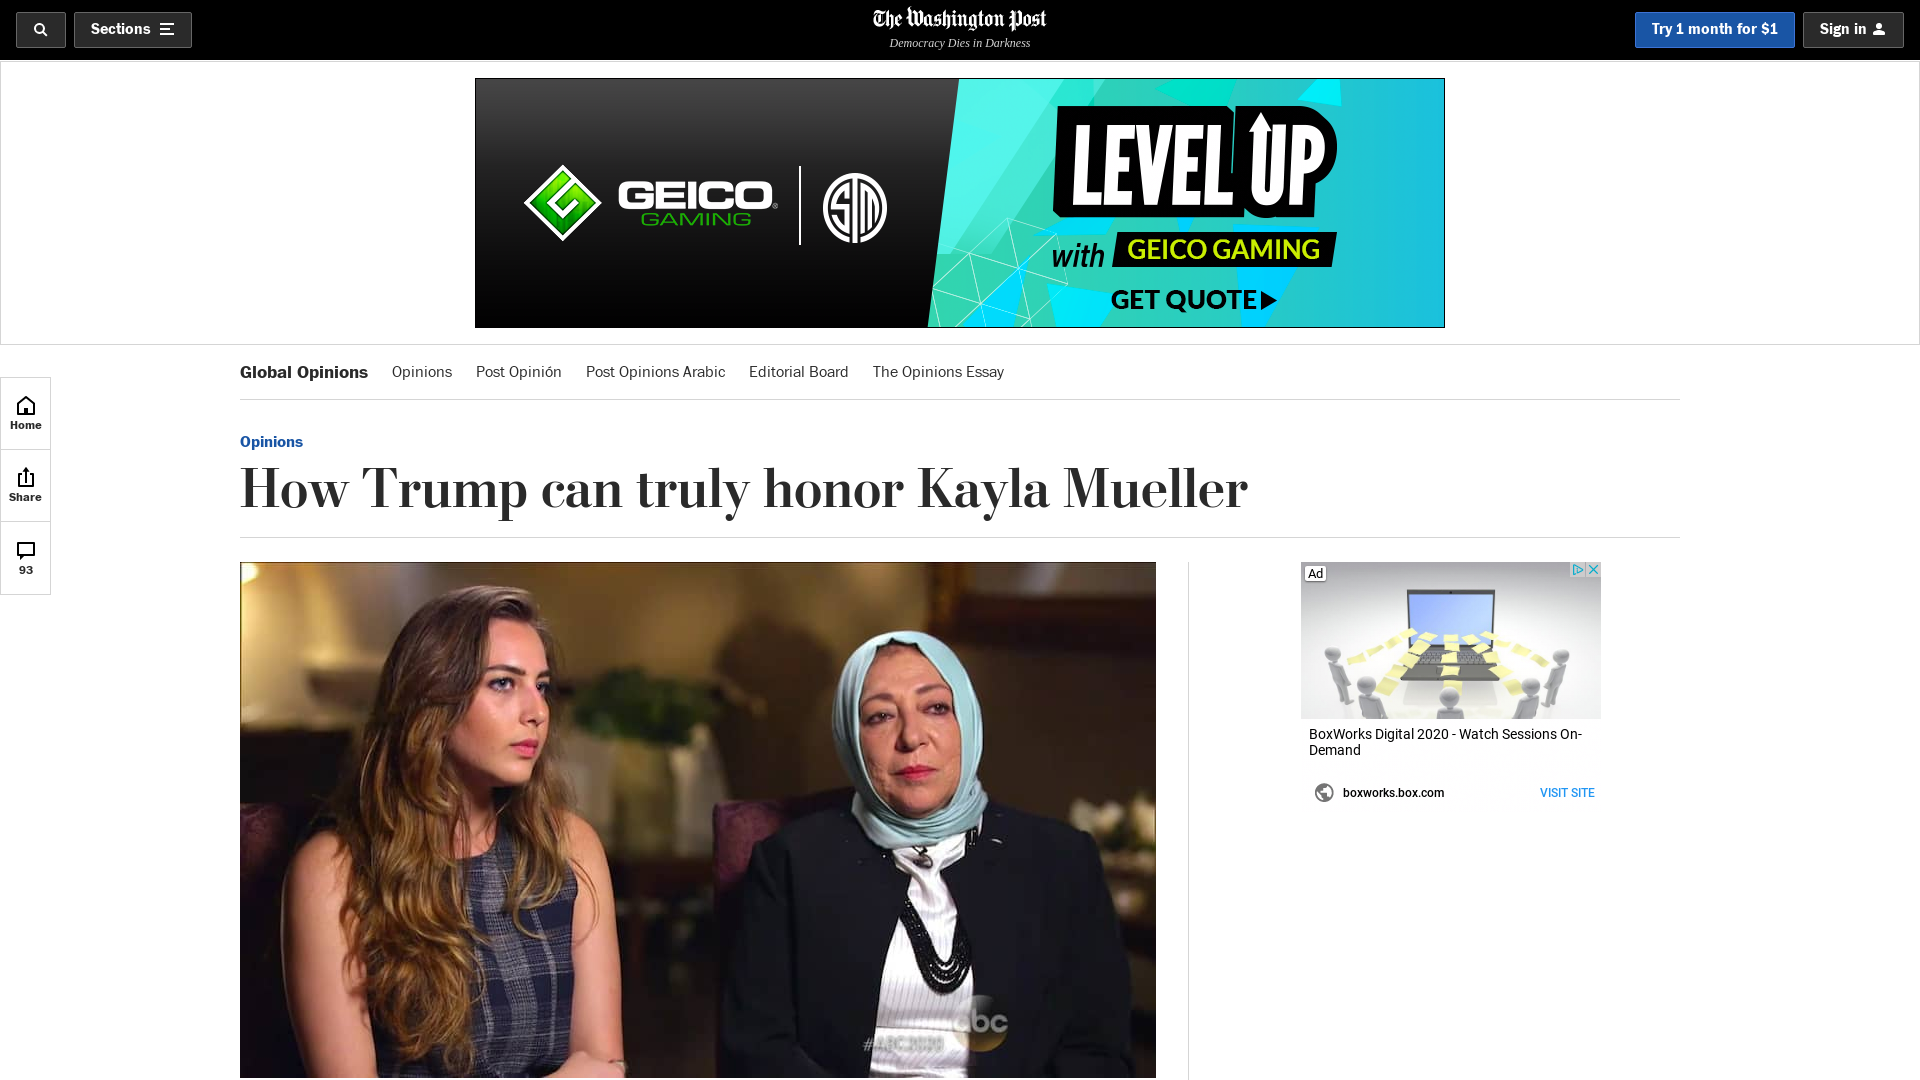 Sections
The Washington Post
Democracy Dies in Darkness
Try 1 month for $1
Sign in
GEICO
GAMING
TSM
LEVEL UP
with GEICO GAMING
GET QUOTE
Global Opinions
Opinions
Post Opinión
Post Opinions Arabic
Editorial Board
The Opinions Essay
Home
Share
93
Opinions
How Trump can truly honor Kayla Mueller
abc
#ABC2020
Ad
BoxWorks Digital 2020 - Watch Sessions On-
Demand
boxworks.box.com
VISIT SITE